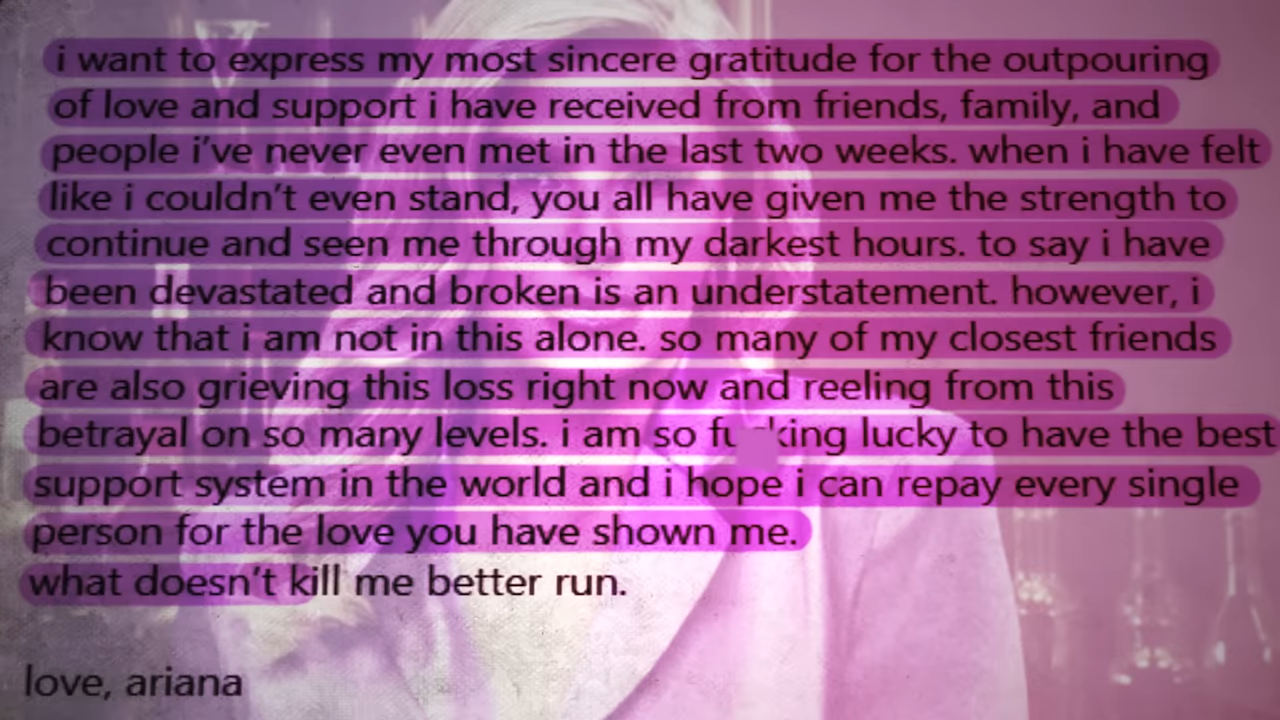 i want to express my most sincere gratitude for the outpouring
of love and support i have received from friends, family, and
people i've never even met in the last two weeks. when i have felt
like i couldn't even stand, you all have given me the strength to
continue and seen me through my darkest hours. to say i have
been devastated and broken is an understatement. however, i
know that i am not in this alone. so many of my closest friends
are also grieving this loss right now and reeling from this
betrayal on so many levels. i am so fu king lucky to have the best
support system in the world and i hope i can repay every single
person for the love you have shown me.
what doesn't kill me better run.
love, ariana